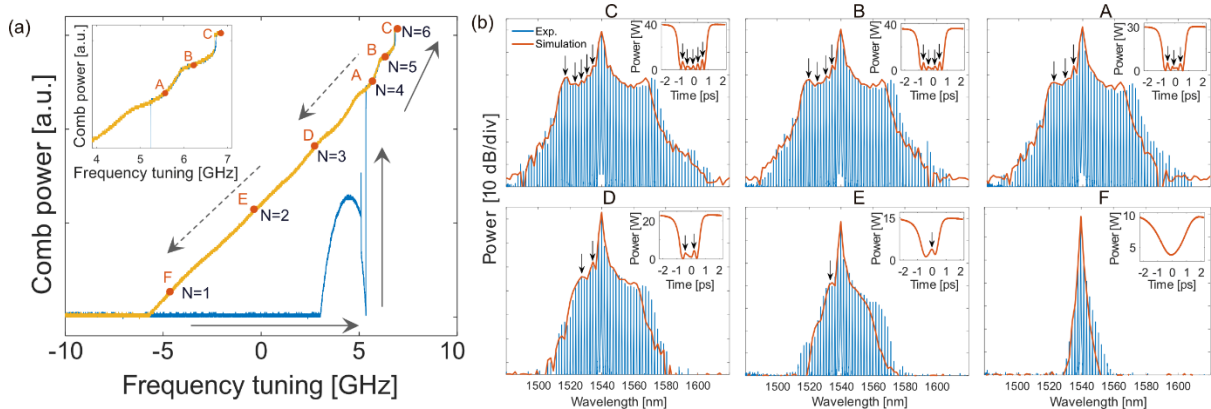 (a)
Comb power [a.u.]
C
B
A
4 5 6 7
Frequency tuning [GHz]
C
N=6
B
N=5
A
N=4
D
N=3
E
N=2
F
N=1
-10 -5 0 5 10
Frequency tuning [GHz]
Comb power [a.u.]
(b)
Power [10 dB/div]
C
Exp.
Simulation
Power [W]
40
20
0
-2 -1 0 1 2
Time [ps]
B
Power [W]
40
20
0
-2 -1 0 1 2
Time [ps]
A
Power [W]
30
20
10
0
-2 -1 0 1 2
Time [ps]
D
Power [W]
20
0
-2 -1 0 1 2
Time [ps]
1500 1520 1540 1560 1580 1600
Wavelength [nm]
E
Power [W]
15
0
-2 -1 0 1 2
Time [ps]
1500 1520 1540 1560 1580 1600
Wavelength [nm]
F
Power [W]
10
5
-2 -1 0 1 2
Time [ps]
1500 1520 1540 1560 1580 1600
Wavelength [nm]